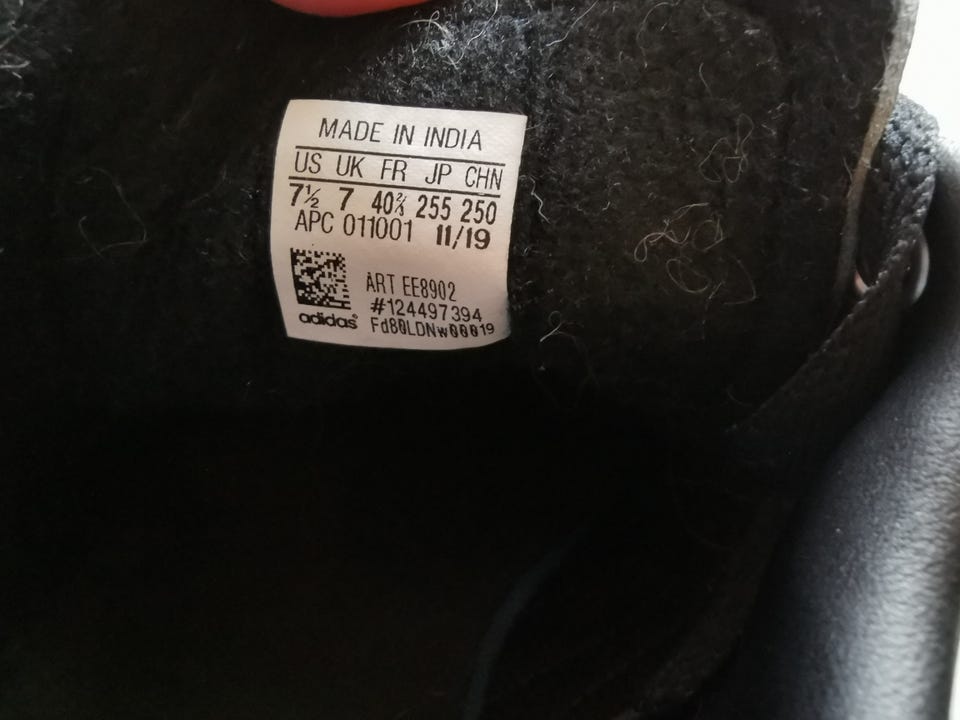 MADE IN INDIA
US UK FR JP CHN
7½ 7 40⅔ 255 250
APC 011001 11/19
ART EE8902
#124497394
adidas® Fd80LDNw00019